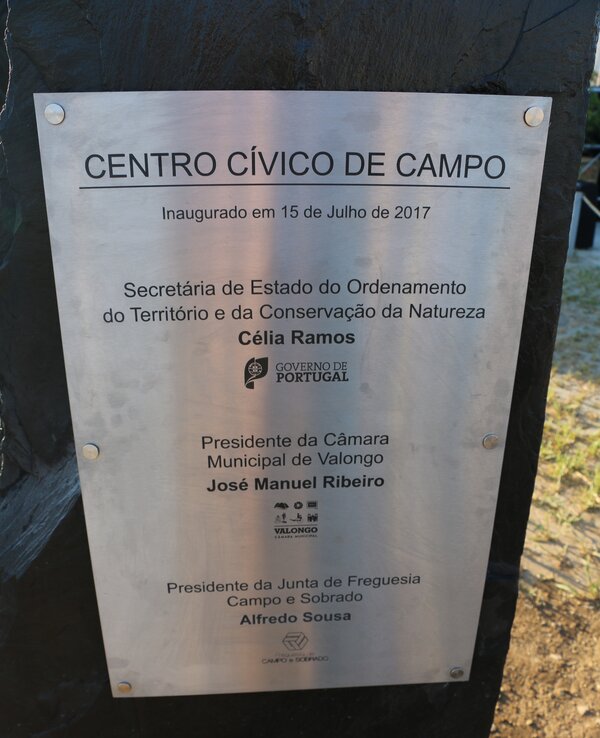 CENTRO CÍVICO DE CAMPO
Inaugurado em 15 de Julho de 2017
Secretária de Estado do Ordenamento
do Território e da Conservação da Natureza
Célia Ramos
GOVERNO DE
PORTUGAL
Presidente da Câmara
Municipal de Valongo
José Manuel Ribeiro
VALONGO
CÂMARA MUNICIPAL
Presidente da Junta de Freguesia
Campo e Sobrado
Alfredo Sousa
CAMPO E SOBRADO